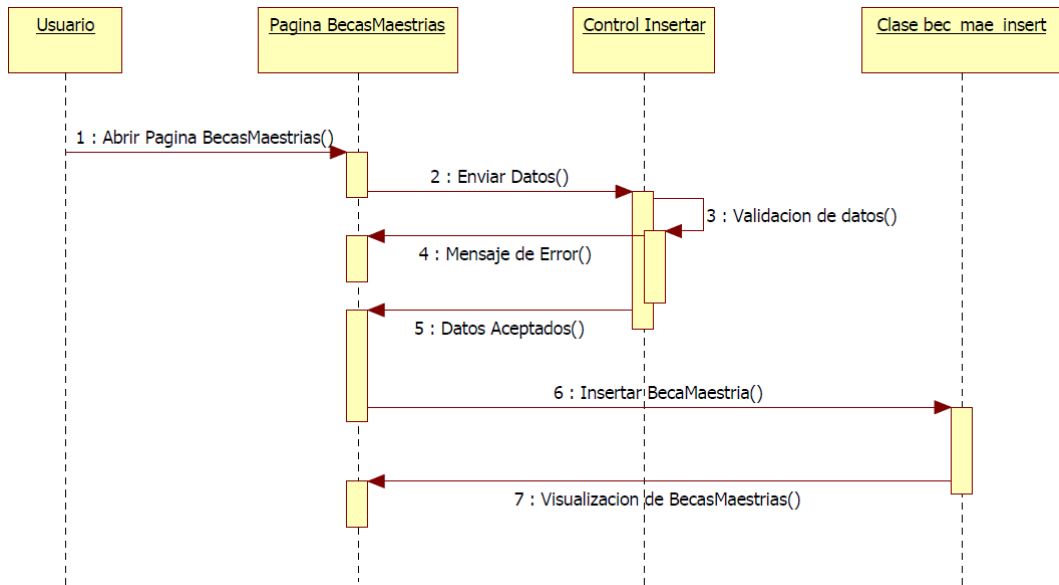 Usuario
Pagina BecasMaestrias
Control Insertar
Clase bec_mae_insert
1 : Abrir Pagina BecasMaestrias()
2 : Enviar Datos()
3 : Validacion de datos()
4 : Mensaje de Error()
5 : Datos Aceptados()
6 : Insertar BecaMaestria()
7 : Visualizacion de BecasMaestrias()